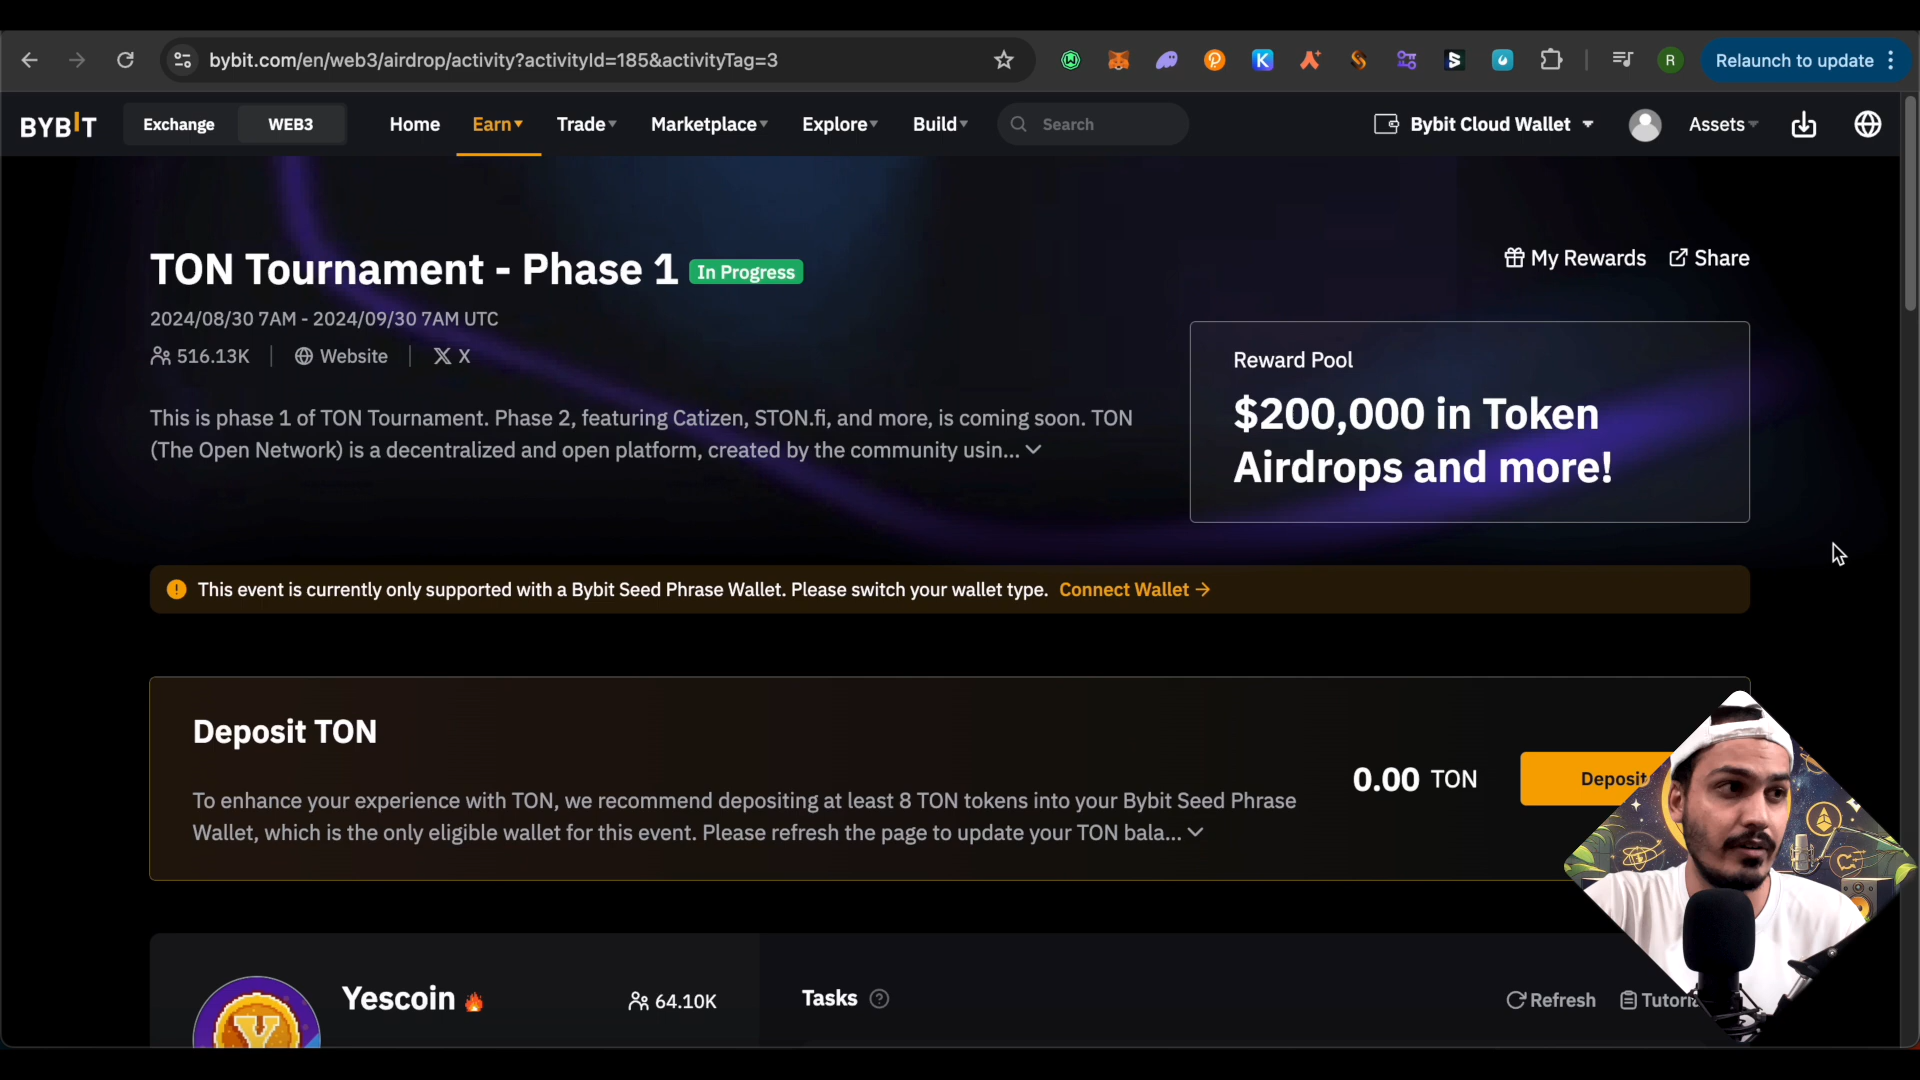 bybit.com/en/web3/airdrop/activity?activityId=185&activityTag=3
R
Relaunch to update
BYBIT
Exchange
WEB3
Home
Earn
Trade
Marketplace
Explore
Build
Search
Bybit Cloud Wallet
Assets
TON Tournament - Phase 1
In Progress
My Rewards
Share
2024/08/30 7AM - 2024/09/30 7AM UTC
516.13K
Website
X
Reward Pool
$200,000 in Token
Airdrops and more!
This is phase 1 of TON Tournament. Phase 2, featuring Catizen, STON.fi, and more, is coming soon. TON
(The Open Network) is a decentralized and open platform, created by the community usin...
This event is currently only supported with a Bybit Seed Phrase Wallet. Please switch your wallet type. Connect Wallet →
Deposit TON
To enhance your experience with TON, we recommend depositing at least 8 TON tokens into your Bybit Seed Phrase
Wallet, which is the only eligible wallet for this event. Please refresh the page to update your TON bala...
0.00 TON
Deposit
Yescoin
64.10K
Tasks
Refresh